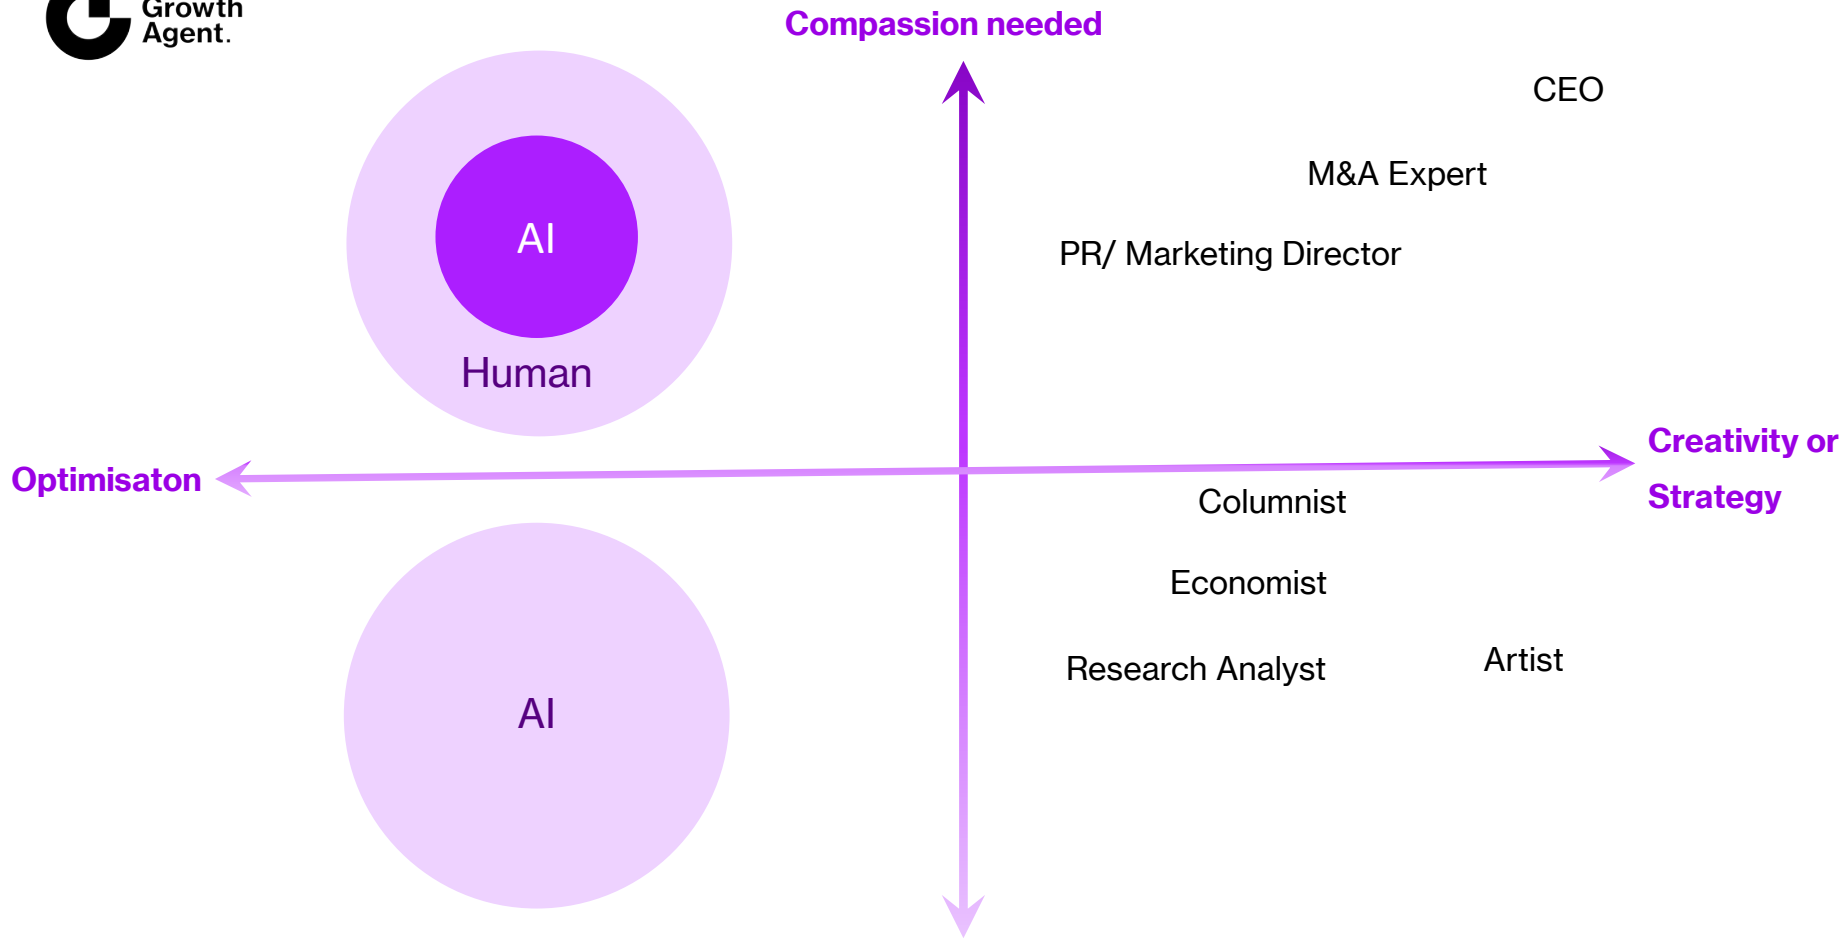 Growth
Agent.
Compassion needed
CEO
M&A Expert
AI
PR/ Marketing Director
Human
Creativity or
Strategy
Optimisaton
Columnist
Economist
Research Analyst
Artist
AI